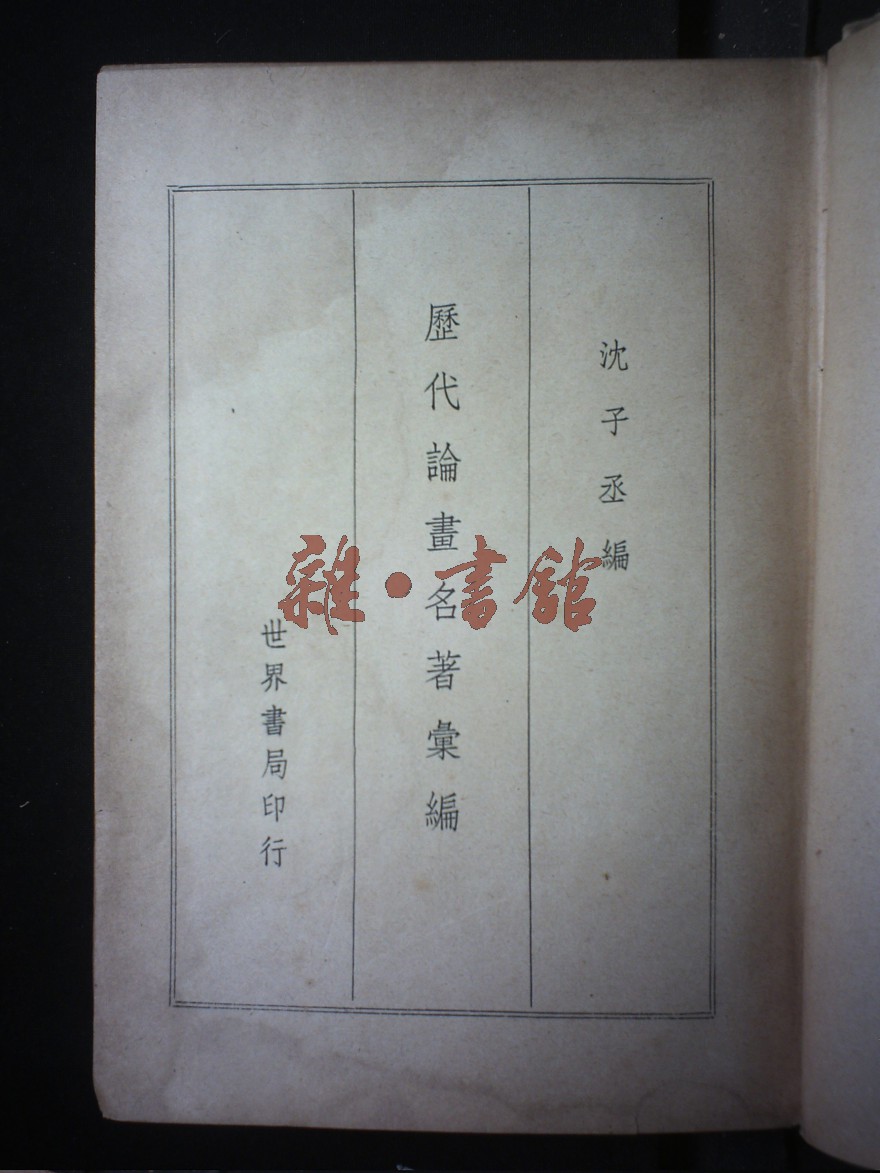 沈子丞編
歷代論畫名著彙編
世界書局印行
雜•書館